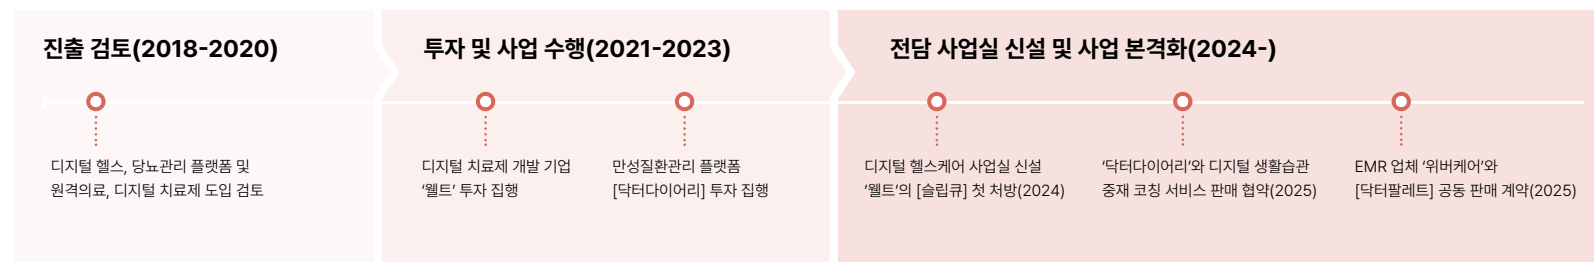 진출 검토(2018-2020)
디지털 헬스, 당뇨관리 플랫폼 및
원격의료, 디지털 치료제 도입 검토
투자 및 사업 수행(2021-2023)
디지털 치료제 개발 기업
‘웰트’ 투자 집행
만성질환관리 플랫폼
[닥터다이어리] 투자 집행
전담 사업실 신설 및 사업 본격화(2024-)
디지털 헬스케어 사업실 신설
‘웰트’의 [슬립큐] 첫 처방(2024)
‘닥터다이어리’와 디지털 생활습관
중재 코칭 서비스 판매 협약(2025)
EMR 업체 ‘위버케어’와
[닥터팔레트] 공동 판매 계약(2025)